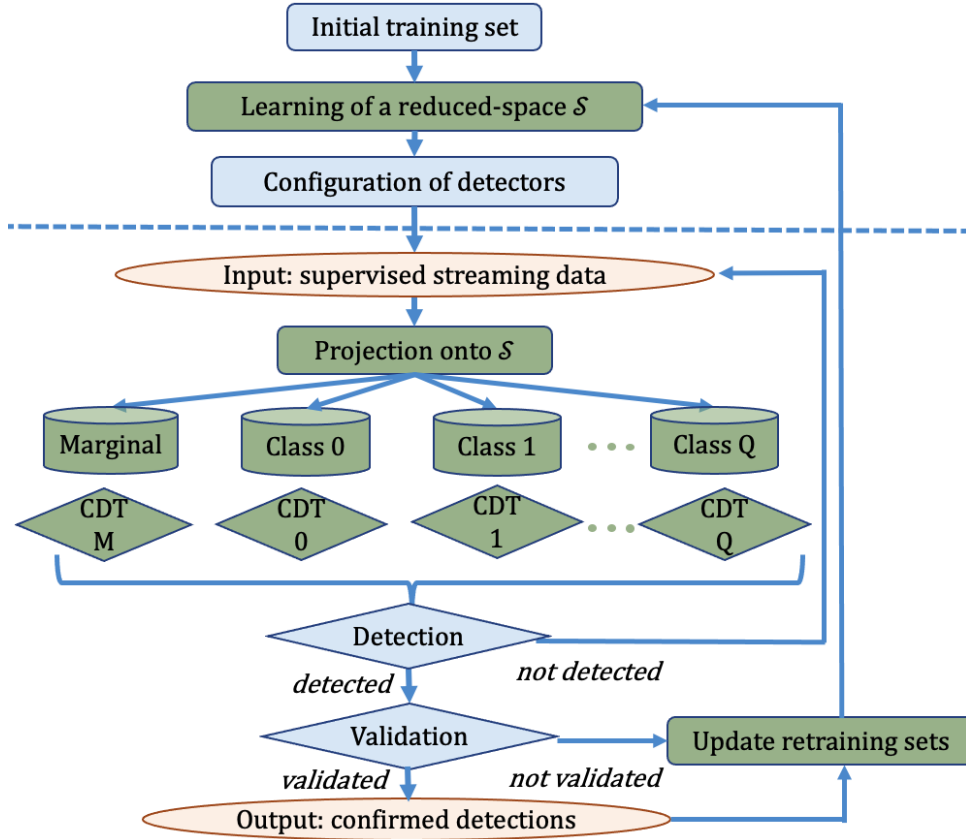 Initial training set
Learning of a reduced-space 𝒮
Configuration of detectors
Input: supervised streaming data
Projection onto 𝒮
Marginal
Class 0
Class 1
Class Q
CDT
M
CDT
0
CDT
1
CDT
Q
Detection
detected
not detected
Validation
Update retraining sets
validated
not validated
Output: confirmed detections